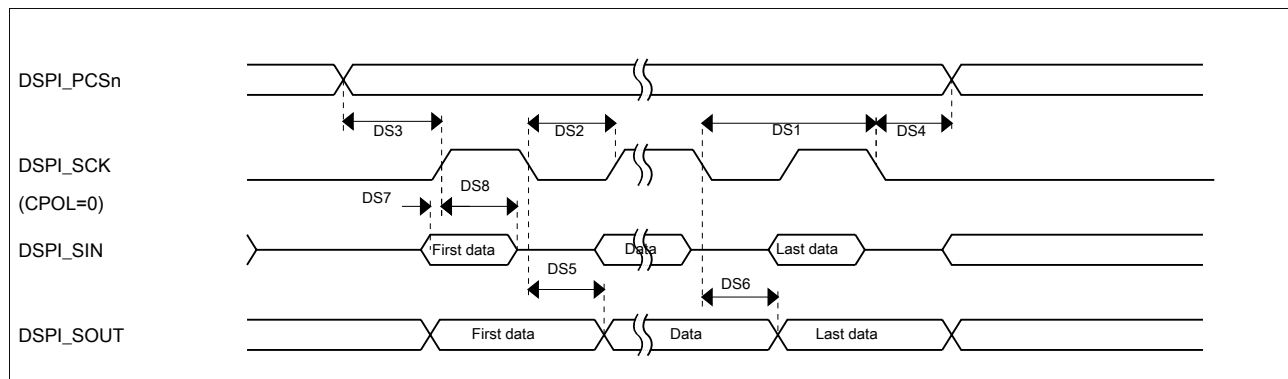 DSPI_PCSn
DS3
DS2
DS1
DS4
DSPI_SCK
(CPOL=0)
DS7
DS8
DSPI_SIN
First data
Data
Last data
DS5
DS6
DSPI_SOUT
First data
Data
Last data